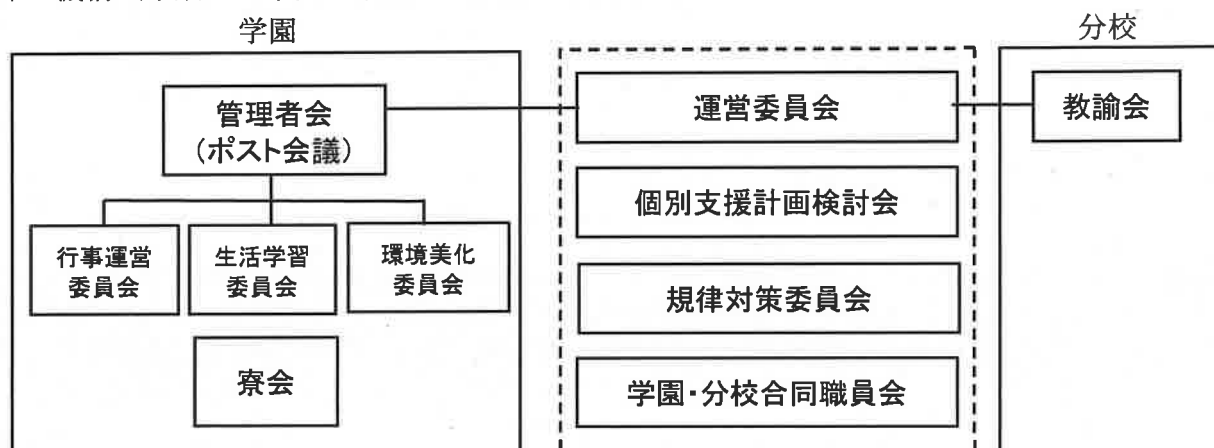 学園
分校
管理者会
(ポスト会議)
運営委員会
教諭会
個別支援計画検討会
行事運営
委員会
生活学習
委員会
環境美化
委員会
規律対策委員会
寮会
学園・分校合同職員会